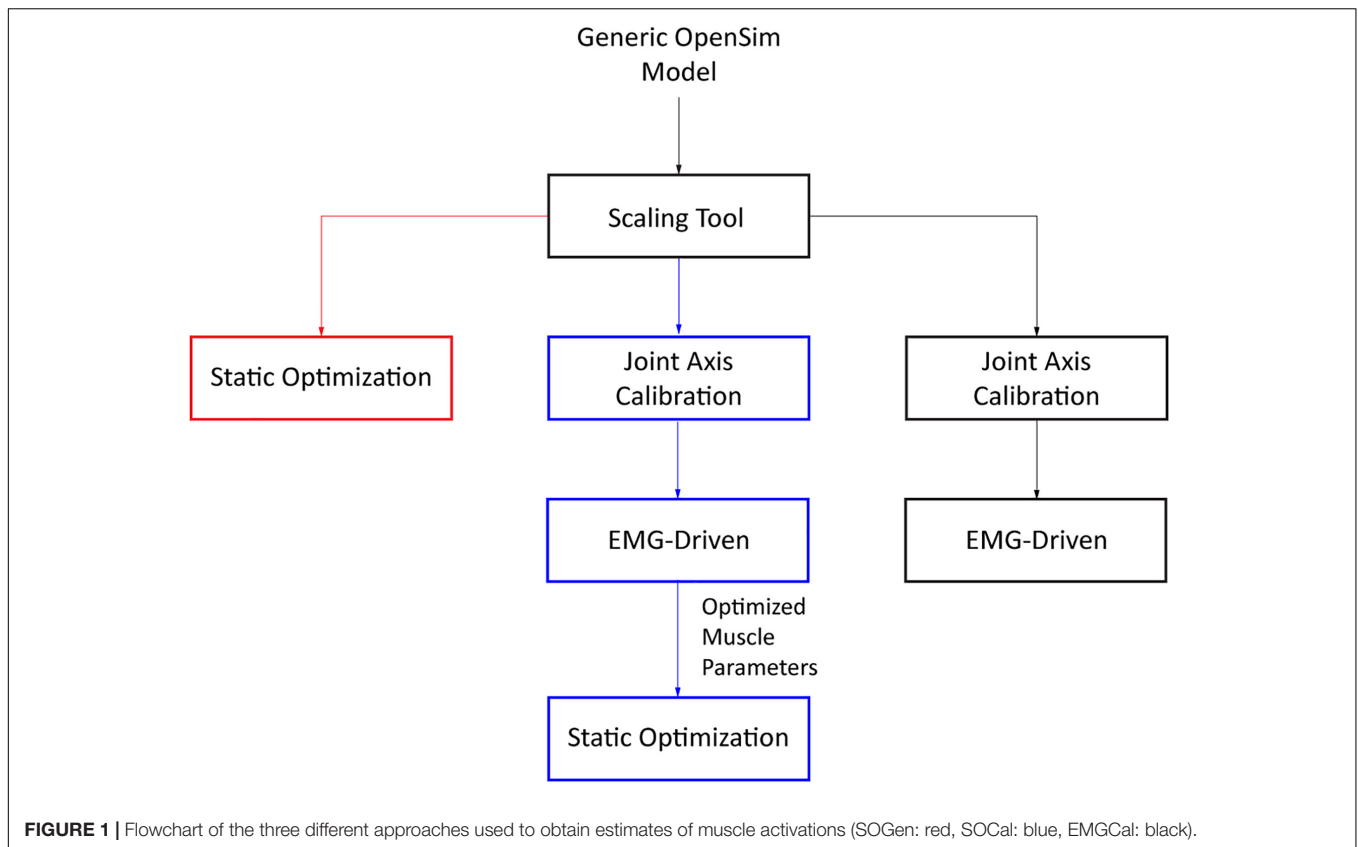 Generic OpenSim
Model
Scaling Tool
Static Optimization
Joint Axis
Calibration
Joint Axis
Calibration
EMG-Driven
EMG-Driven
Optimized
Muscle
Parameters
Static Optimization
FIGURE 1 | Flowchart of the three different approaches used to obtain estimates of muscle activations (SOGen: red, SOCal: blue, EMGCal: black).